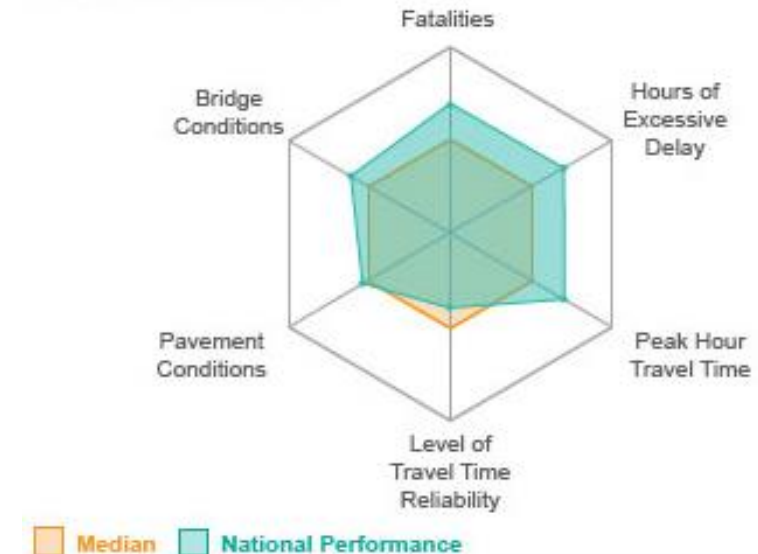 Fatalities
Bridge
Conditions
Hours of
Excessive
Delay
Pavement
Conditions
Peak Hour
Travel Time
Level of
Travel Time
Reliability
Median
National Performance